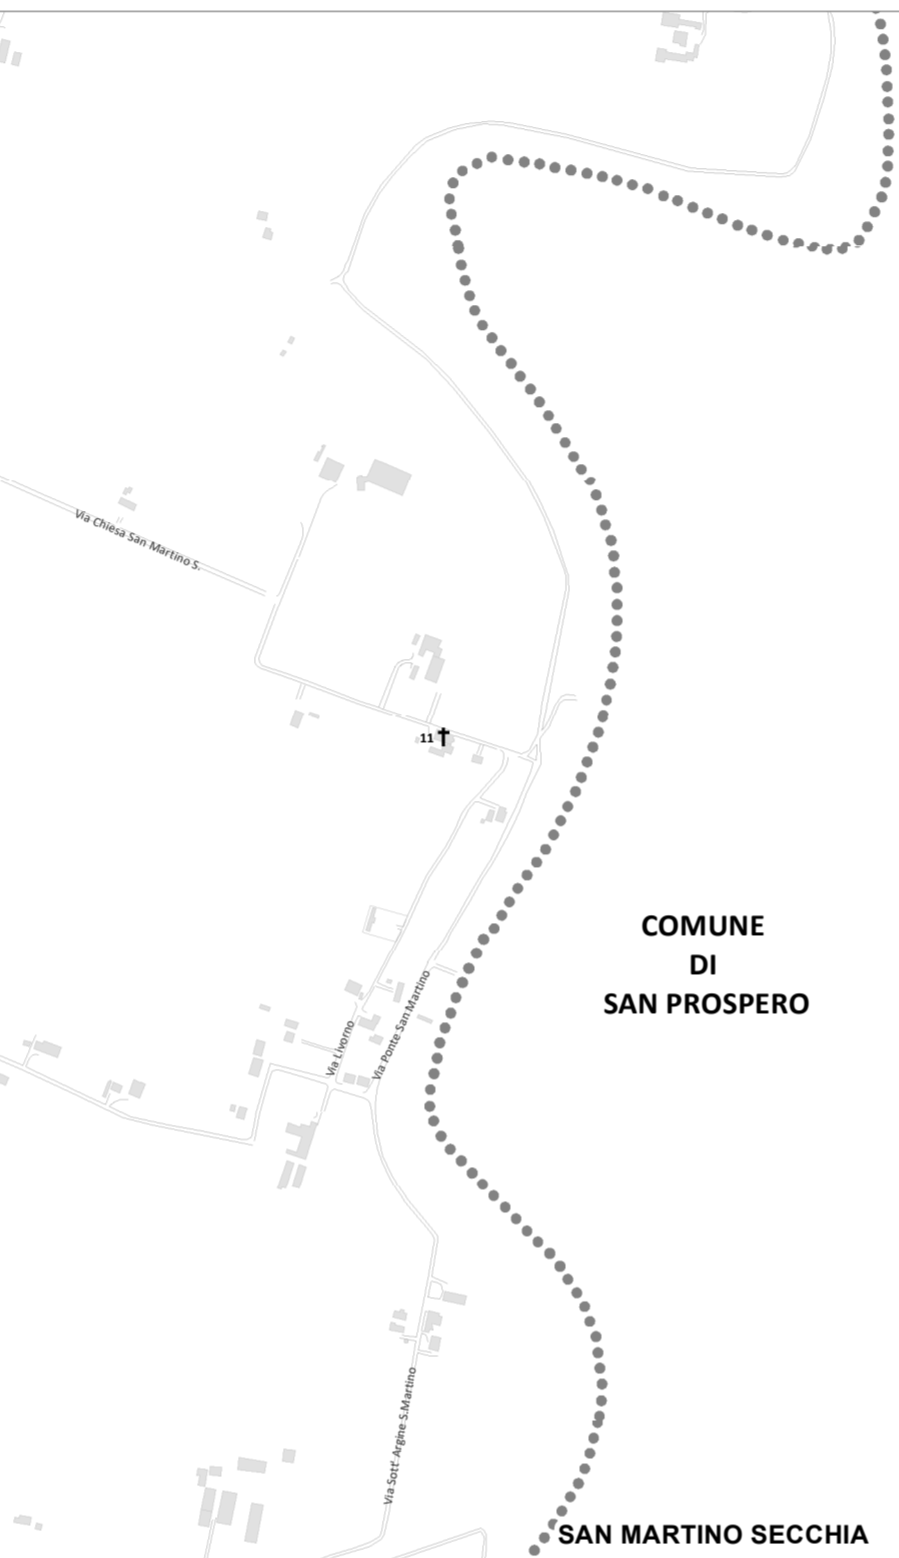 Via Chiesa San Martino S.
11
COMUNE
DI
SAN PROSPERO
Via Livorno
Via Ponte San Martino
Via Sott' Argine S.Martino
SAN MARTINO SECCHIA